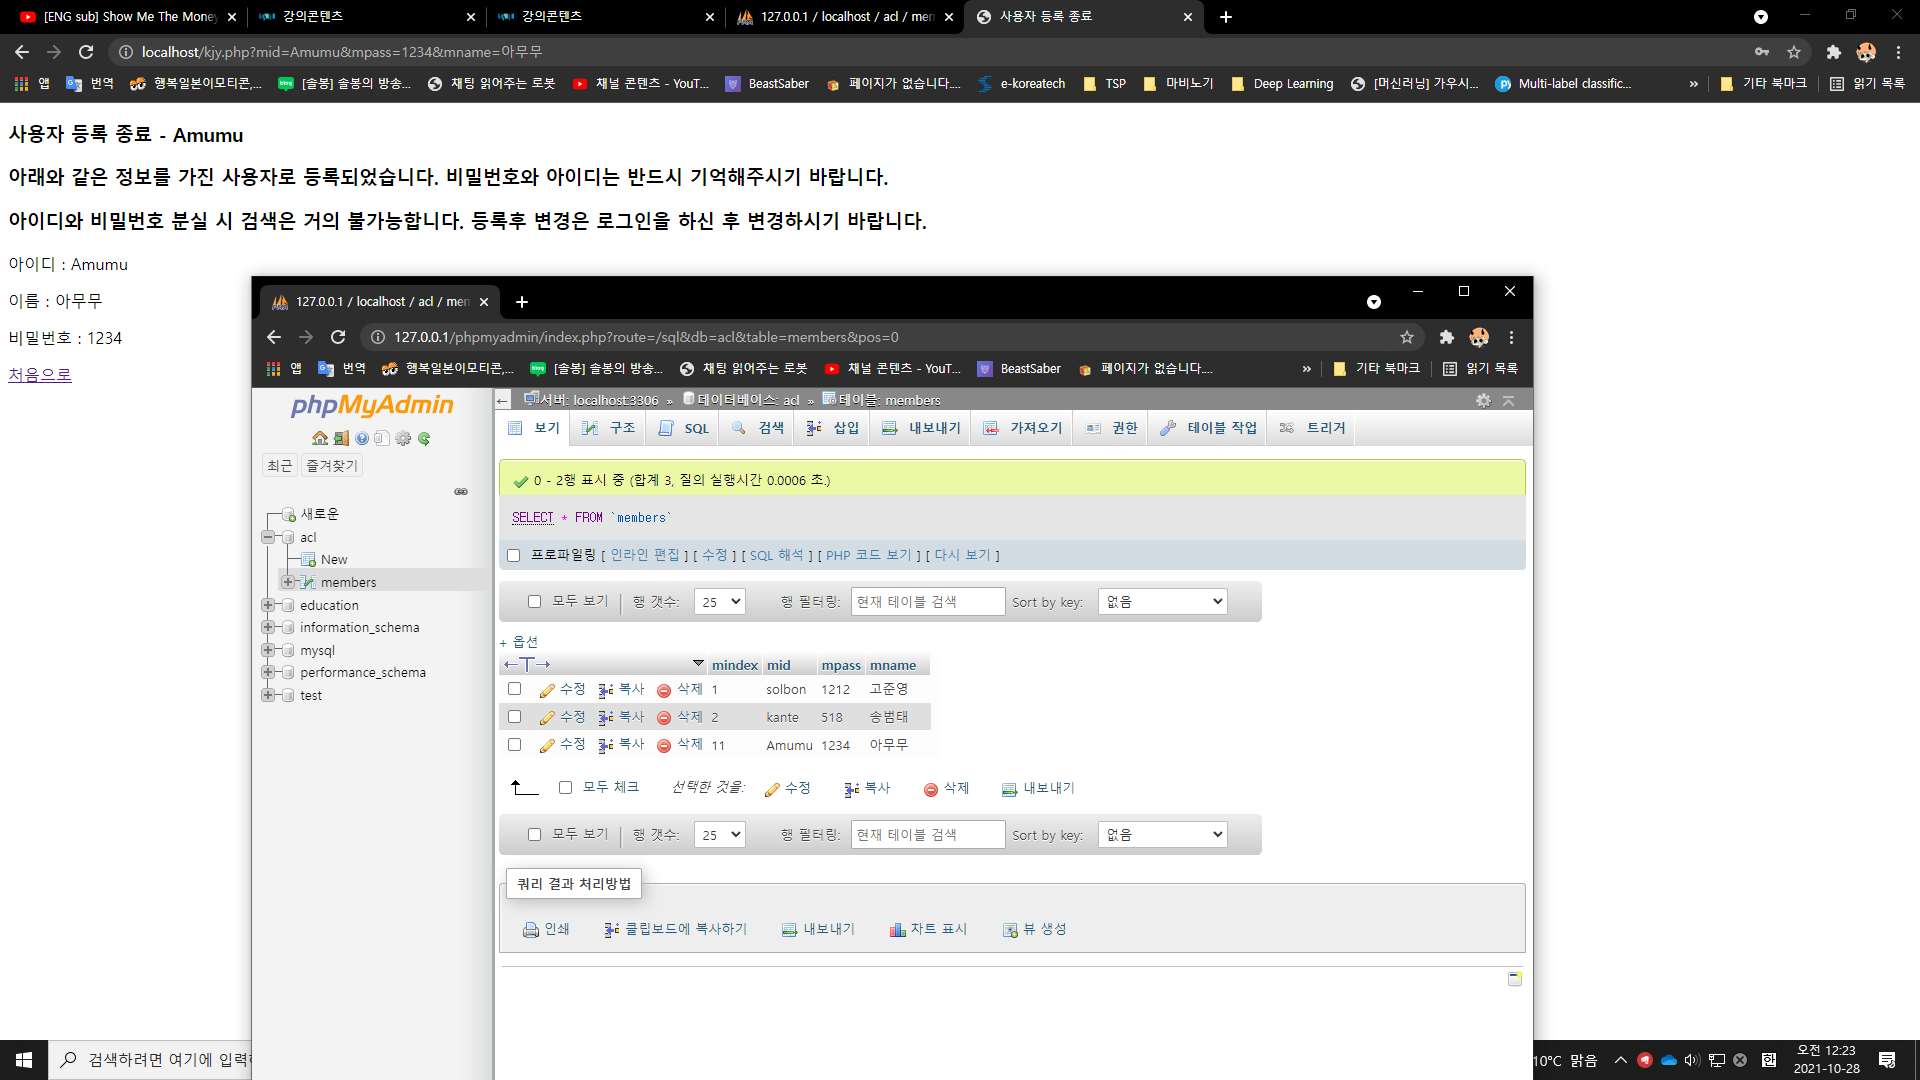 [ENG sub] Show Me The Money
강의콘텐츠
강의콘텐츠
127.0.0.1 / localhost / acl / mem
사용자 등록 종료
localhost/kjy.php?mid=Amumu&mpass=1234&mname=아무무
앱
번역
행복일본이모티콘,...
[솔봉] 솔봉의 방송...
채팅 읽어주는 로봇
채널 콘텐츠 - YouT...
BeastSaber
페이지가 없습니다....
e-koreatech
TSP
마비노기
Deep Learning
[머신러닝] 가우시...
Multi-label classific...
»
기타 북마크
읽기 목록
사용자 등록 종료 - Amumu
아래와 같은 정보를 가진 사용자로 등록되었습니다. 비밀번호와 아이디는 반드시 기억해주시기 바랍니다.
아이디와 비밀번호 분실 시 검색은 거의 불가능합니다. 등록후 변경은 로그인을 하신 후 변경하시기 바랍니다.
아이디 : Amumu
이름 : 아무무
비밀번호 : 1234
처음으로
127.0.0.1 / localhost / acl / mem
127.0.0.1/phpmyadmin/index.php?route=/sql&db=acl&table=members&pos=0
앱
번역
행복일본이모티콘,...
[솔봉] 솔봉의 방송...
채팅 읽어주는 로봇
채널 콘텐츠 - YouT...
BeastSaber
페이지가 없습니다....
»
기타 북마크
읽기 목록
phpMyAdmin
최근 즐겨찾기
새로운
acl
New
members
education
information_schema
mysql
performance_schema
test
서버: localhost:3306 » 데이터베이스: acl » 테이블: members
보기 구조 SQL 검색 삽입 내보내기 가져오기 권한 테이블 작업 트리거
0 - 2행 표시 중 (합계 3, 질의 실행시간 0.0006 초.)
SELECT * FROM `members`
프로파일링 [ 인라인 편집 ] [ 수정 ] [ SQL 해석 ] [ PHP 코드 보기 ] [ 다시 보기 ]
모두 보기 | 행 갯수: 25 행 필터링: 현재 테이블 검색 Sort by key: 없음
+ 옵션
←T→ mindex mid mpass mname
수정 복사 삭제 1 solbon 1212 고준영
수정 복사 삭제 2 kante 518 송범태
수정 복사 삭제 11 Amumu 1234 아무무
모두 체크 선택한 것을: 수정 복사 삭제 내보내기
모두 보기 | 행 갯수: 25 행 필터링: 현재 테이블 검색 Sort by key: 없음
쿼리 결과 처리방법
인쇄 클립보드에 복사하기 내보내기 차트 표시 뷰 생성
검색하려면 여기에 입력하
10°C 맑음
한
오전 12:23
2021-10-28